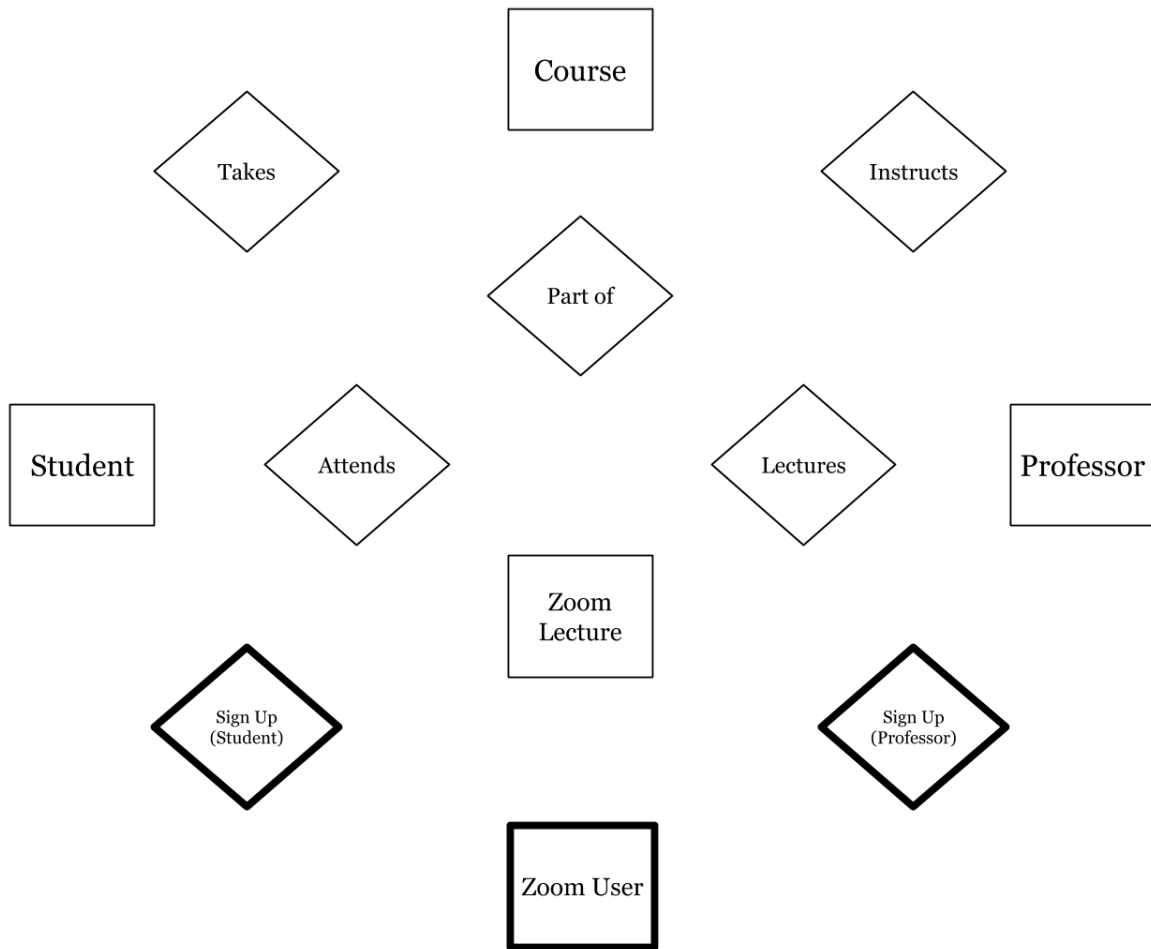 Course
Takes
Instructs
Part of
Student
Attends
Lectures
Professor
Zoom
Lecture
Sign Up
(Student)
Sign Up
(Professor)
Zoom User